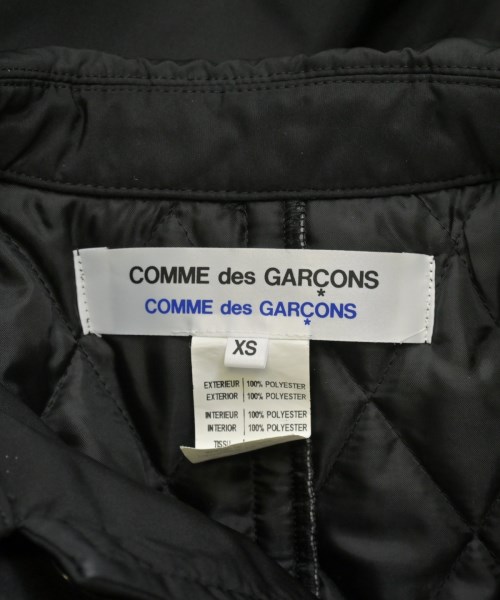 COMME des GARÇONS
COMME des GARÇONS
XS
EXTERIEUR 100% POLYESTER
EXTERIOR 100% POLYESTER
INTERIEUR 100% POLYESTER
INTERIOR 100% POLYESTER
TISSU